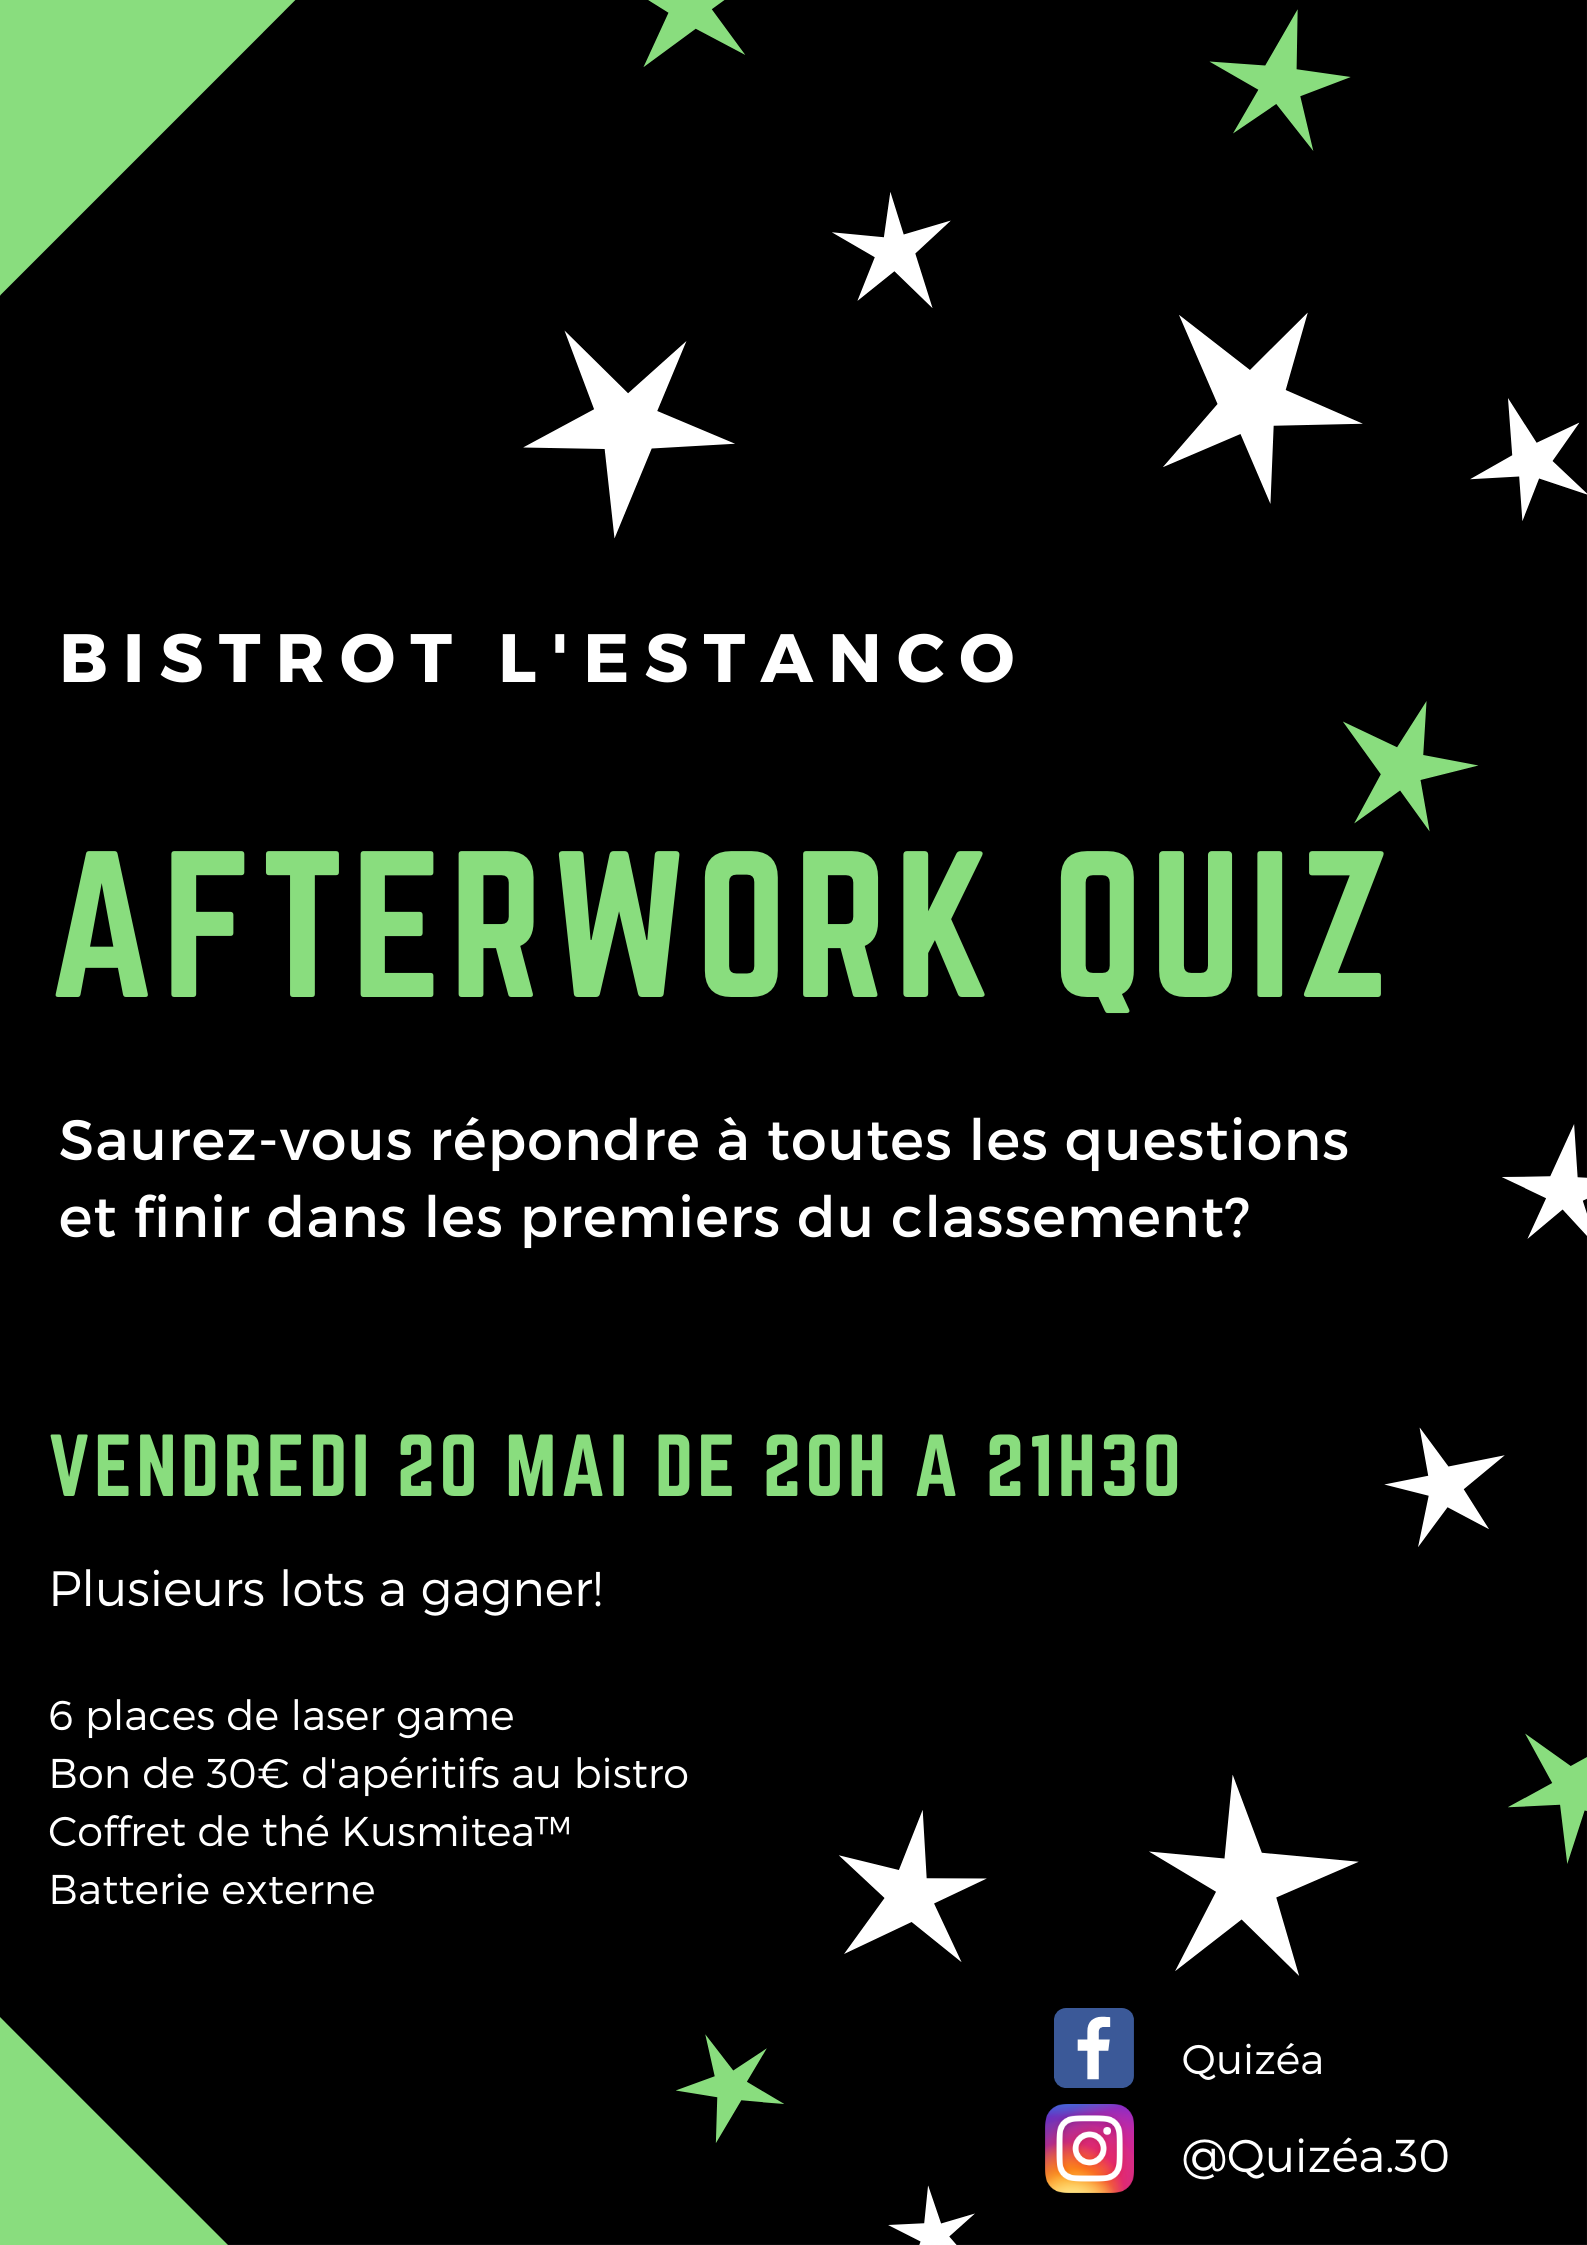 BISTROT L'ESTANCO
AFTERWORK QUIZ
Saurez-vous répondre à toutes les questions
et finir dans les premiers du classement?
VENDREDI 20 MAI DE 20H A 21H30
Plusieurs lots a gagner!
6 places de laser game
Bon de 30€ d'apéritifs au bistro
Coffret de thé Kusmitea™
Batterie externe
Quizéa
@Quizéa.30